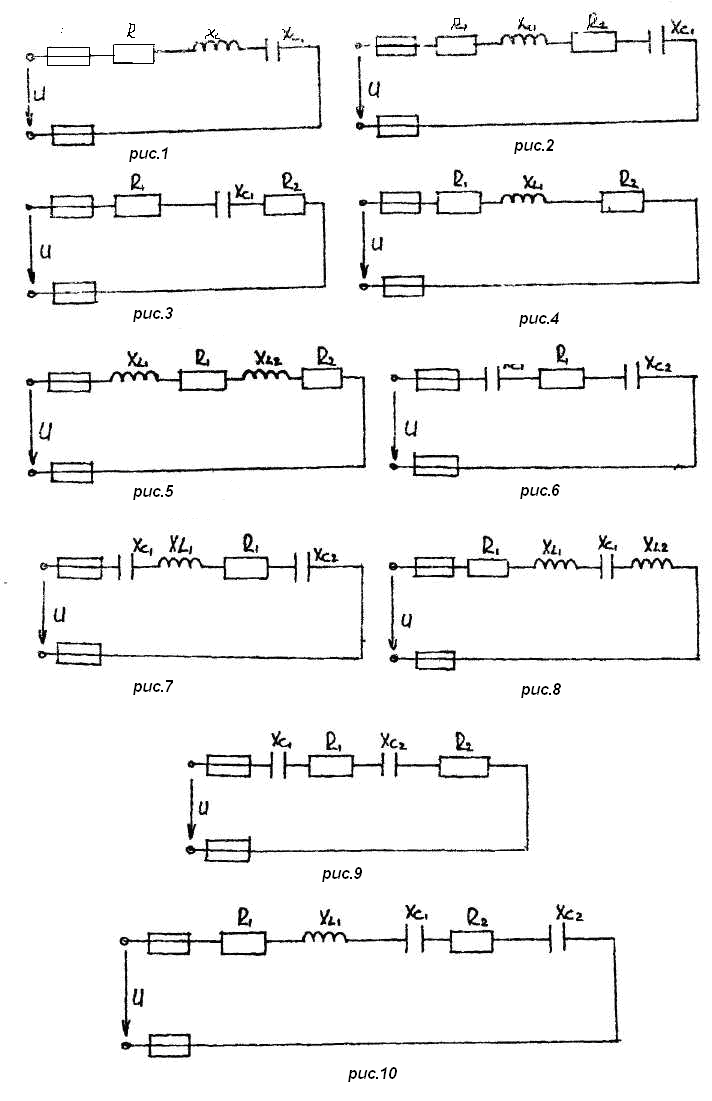 R XL XC1
U
рис.1
R1 XL1 R2 XC1
U
рис.2
R1 XC1 R2
U
рис.3
R1 XL1 R2
U
рис.4
XL1 R1 XL2 R2
U
рис.5
XC1 R1 XC2
U
рис.6
XC1 XL1 R1 XC2
U
рис.7
R1 XL1 XC1 XL2
U
рис.8
XC1 R1 XC2 R2
U
рис.9
R1 XL1 XC1 R2 XC2
U
рис.10